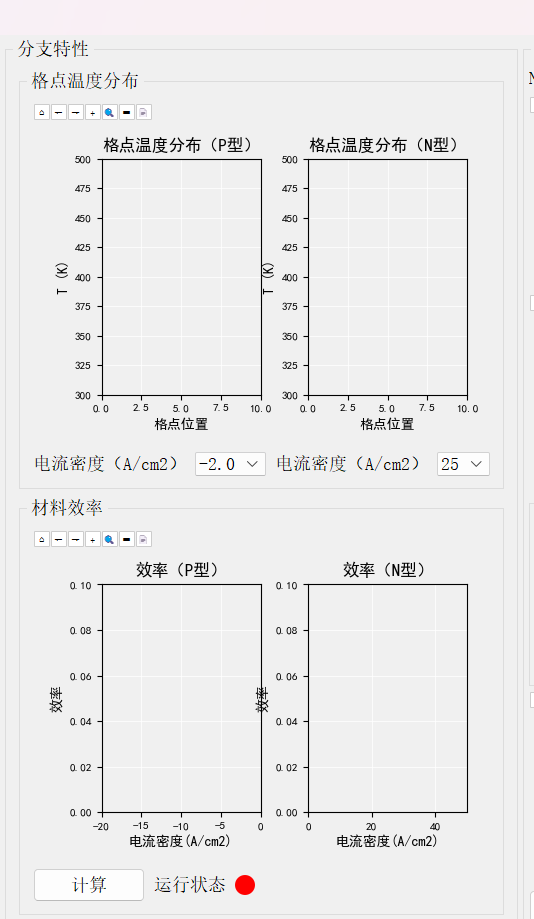 分支特性
格点温度分布
格点温度分布（P型） 格点温度分布（N型）
500 500
475 475
450 450
425 425
T (K) 400 T (K) 400
375 375
350 350
325 325
300 300
0.0 2.5 5.0 7.5 10.0 0.0 2.5 5.0 7.5 10.0
格点位置 格点位置
电流密度（A/cm2） -2.0 电流密度（A/cm2） 25
材料效率
效率（P型） 效率（N型）
0.10 0.10
0.08 0.08
0.06 0.06
效率 效率
0.04 0.04
0.02 0.02
0.00 0.00
−20 −15 −10 −5 0 0 20 40
电流密度(A/cm2) 电流密度(A/cm2)
计算 运行状态